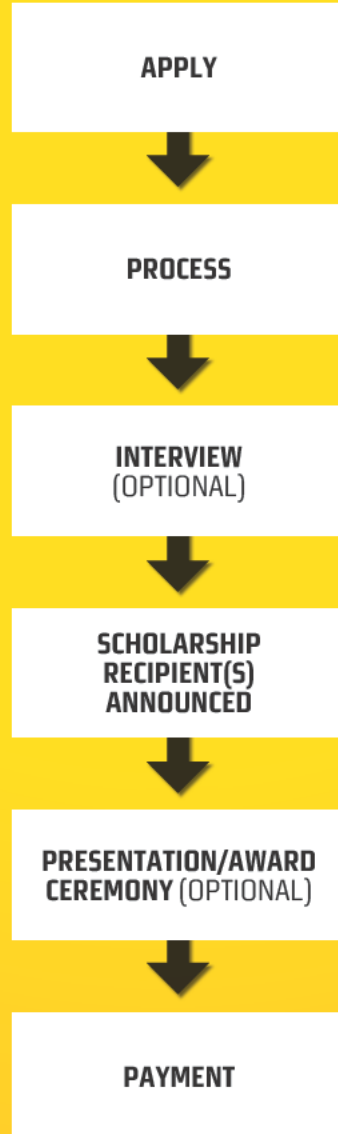 APPLY
PROCESS
INTERVIEW
(OPTIONAL)
SCHOLARSHIP
RECIPIENT(S)
ANNOUNCED
PRESENTATION/AWARD
CEREMONY (OPTIONAL)
PAYMENT